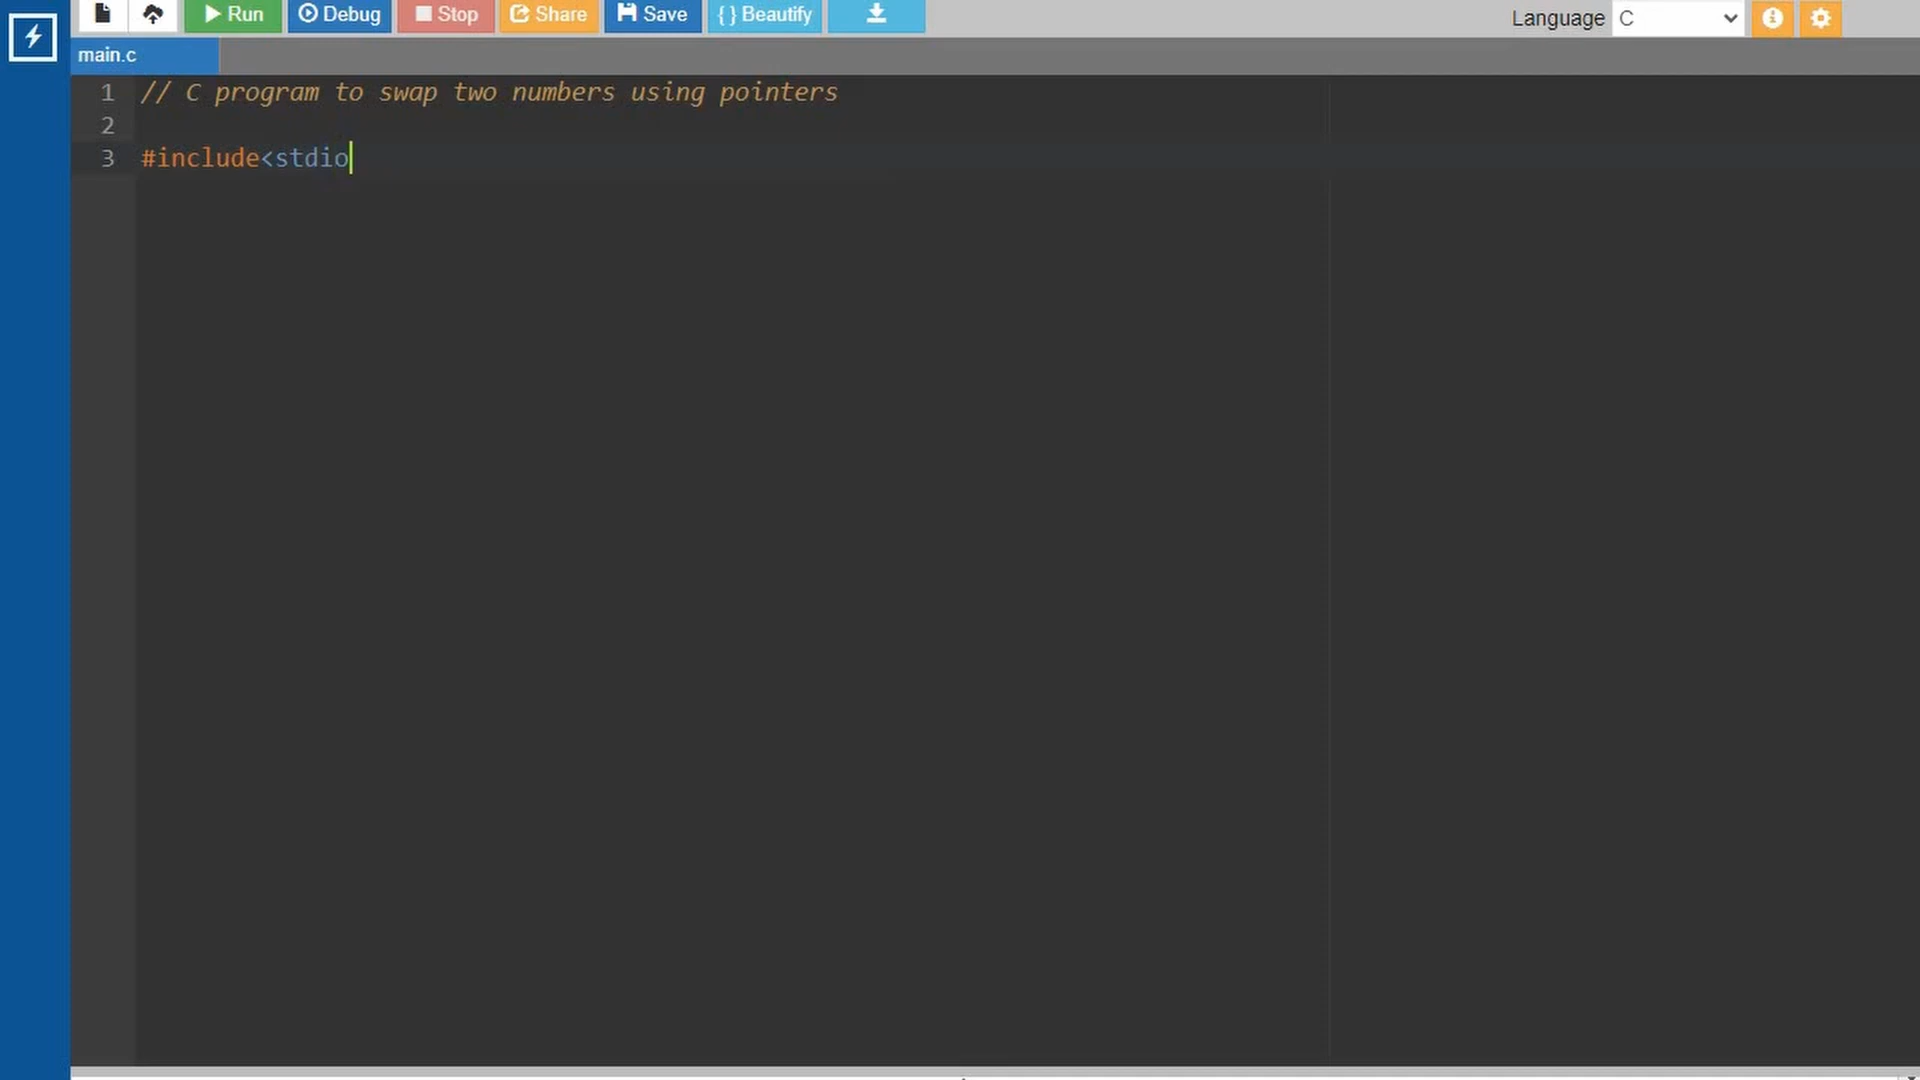 Run Debug Stop Share Save { } Beautify Language C
main.c
1 // C program to swap two numbers using pointers
2
3 #include<stdio